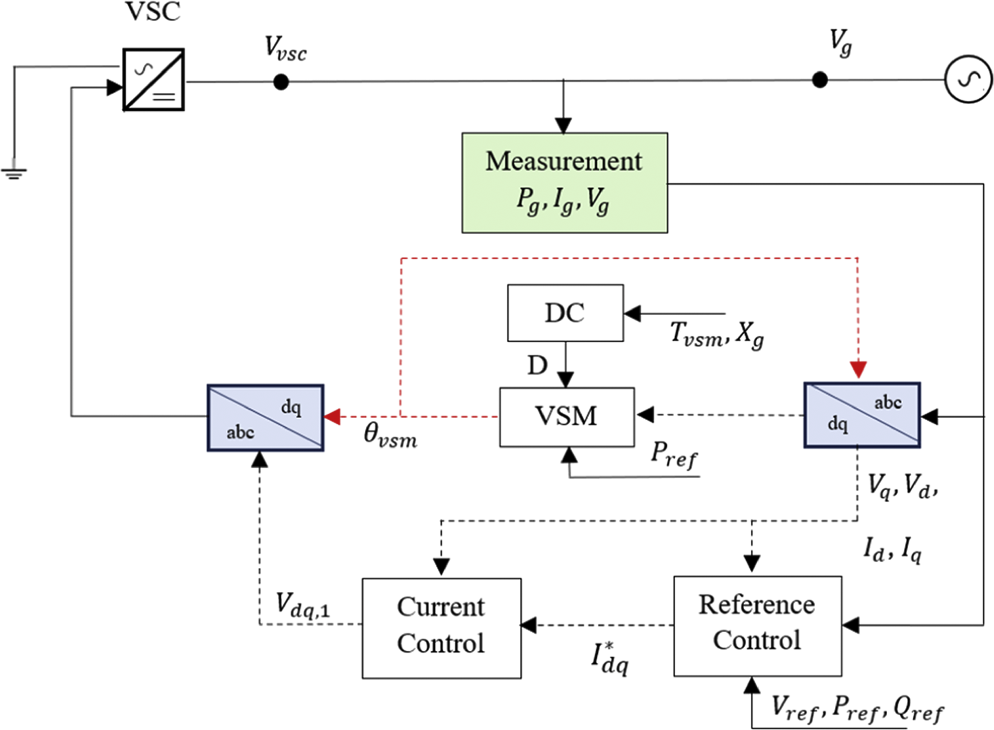 VSC
V_vsc
V_g
Measurement
P_g, I_g, V_g
DC
T_vsm, X_g
D
VSM
θ_vsm
P_ref
dq
abc
abc
dq
V_q, V_d,
I_d, I_q
Current
Control
Reference
Control
V_dq,1
I*_dq
V_ref, P_ref, Q_ref